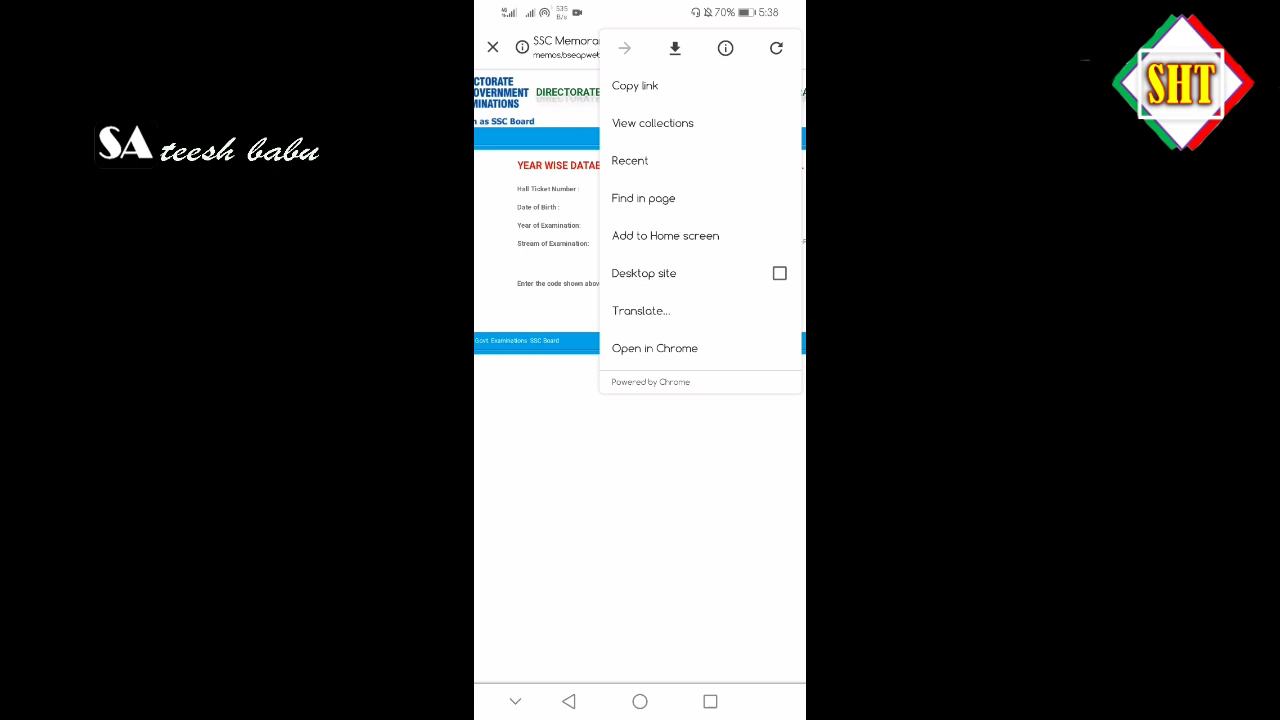 SAteesh babu
SHT
4G
535 B/s
70%
5:38
SSC Memora
memos.bseapweb
CTORATE
OVERNMENT
MINATIONS
n as SSC Board
DIRECTORATE
YEAR WISE DATAB
Hall Ticket Number :
Date of Birth :
Year of Examination:
Stream of Examination:
Enter the code shown abov
Govt. Examinations SSC Board
Copy link
View collections
Recent
Find in page
Add to Home screen
Desktop site
Translate...
Open in Chrome
Powered by Chrome